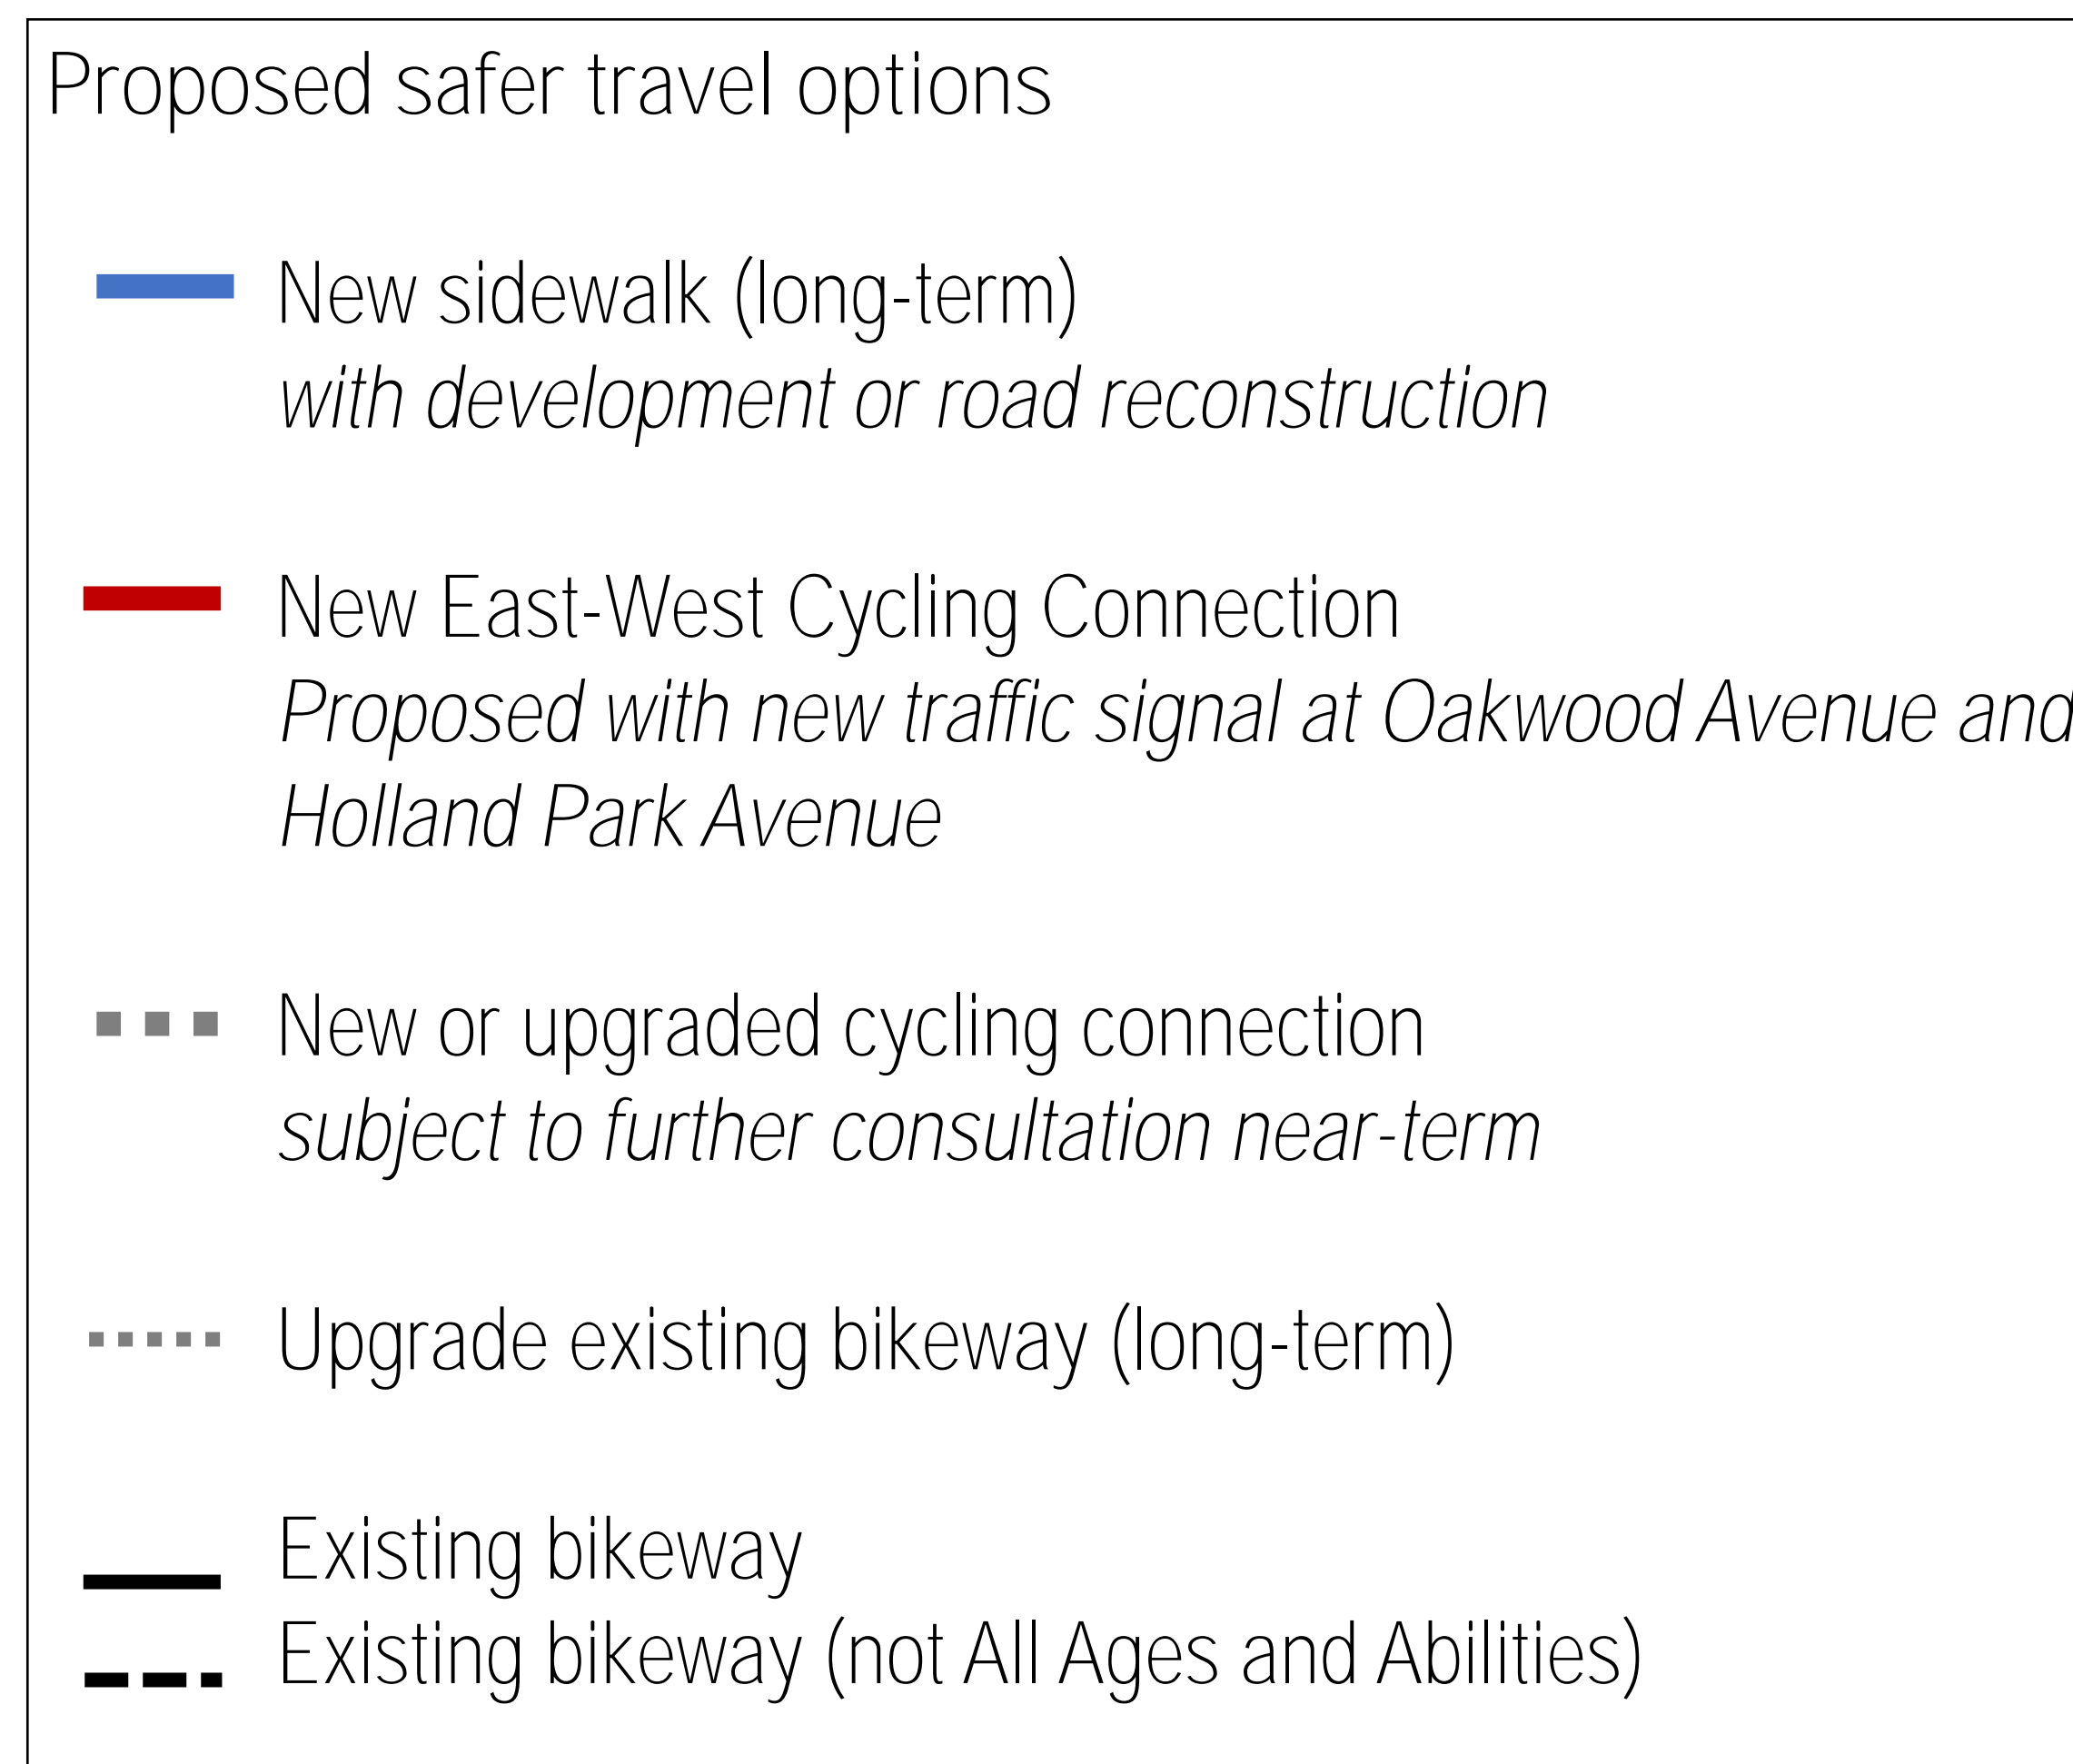 Proposed safer travel options
New sidewalk (long-term)
with development or road reconstruction
New East-West Cycling Connection
Proposed with new traffic signal at Oakwood Avenue and
Holland Park Avenue
New or upgraded cycling connection
subject to further consultation near-term
Upgrade existing bikeway (long-term)
Existing bikeway
Existing bikeway (not All Ages and Abilities)